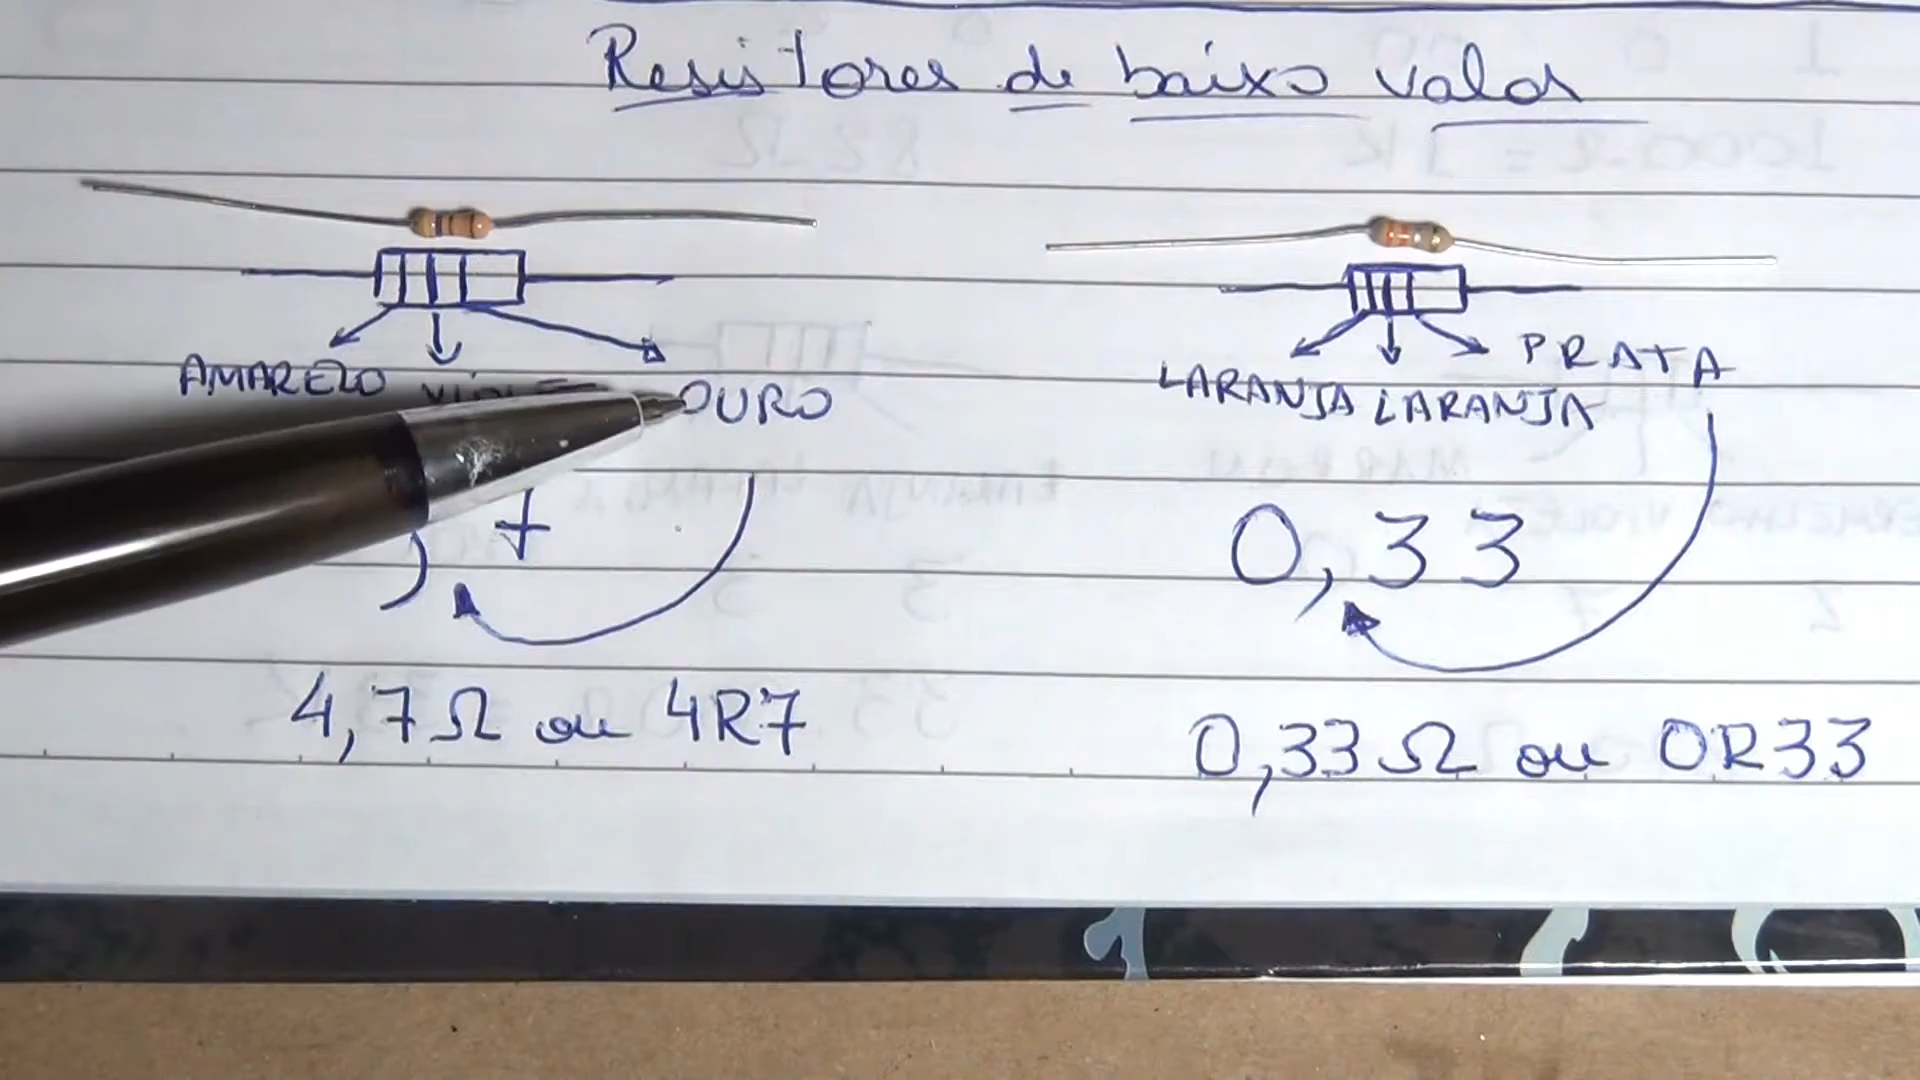 Resistores de baixo valor
AMARELO OURO
LARANJA LARANJA PRATA
, 7
0,33
4,7Ω ou 4R7
0,33Ω ou 0R33